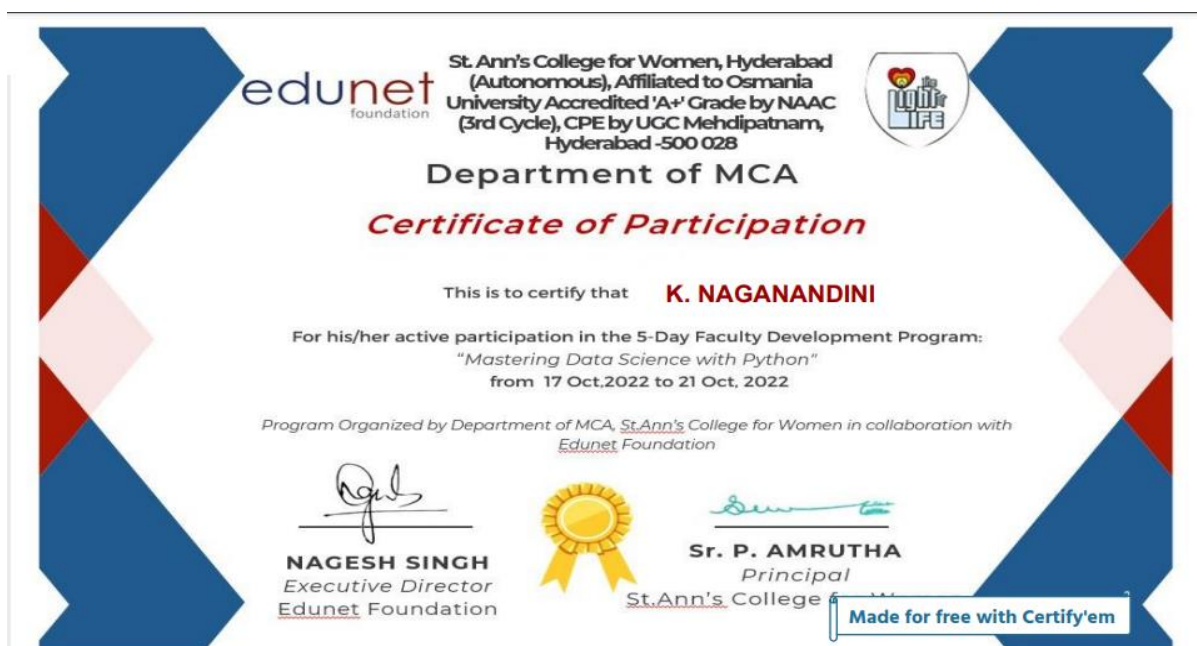 edunet
foundation
St. Ann's College for Women, Hyderabad
(Autonomous), Affiliated to Osmania
University Accredited 'A+' Grade by NAAC
(3rd Cycle), CPE by UGC Mehdipatnam,
Hyderabad -500 028
the
light of
LIFE
Department of MCA
Certificate of Participation
This is to certify that K. NAGANANDINI
For his/her active participation in the 5-Day Faculty Development Program:
"Mastering Data Science with Python"
from 17 Oct,2022 to 21 Oct, 2022
Program Organized by Department of MCA, St.Ann's College for Women in collaboration with
Edunet Foundation
NAGESH SINGH
Executive Director
Edunet Foundation
Sr. P. AMRUTHA
Principal
St.Ann's College
Made for free with Certify'em